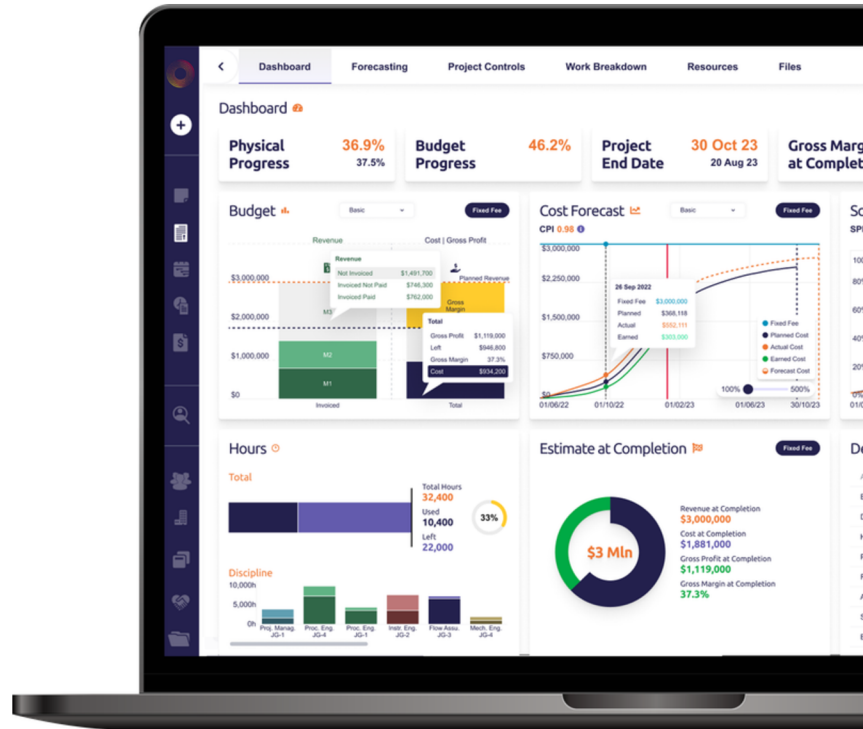 Dashboard
Forecasting
Project Controls
Work Breakdown
Resources
Files
Dashboard
Physical Progress
36.9%
37.5%
Budget Progress
46.2%
Project End Date
30 Oct 23
20 Aug 23
Gross Marg
at Complet
Budget
Basic
Fixed Fee
Revenue
Cost | Gross Profit
$3,000,000
$2,000,000
$1,000,000
$0
Planned Revenue
Gross Margin
M3
M2
M1
Invoiced
Total
Revenue
Not Invoiced $1,491,700
Invoiced Not Paid $746,300
Invoiced Paid $762,000
Total
Gross Profit $1,119,000
Left $946,800
Gross Margin 37.3%
Cost $934,200
Cost Forecast
Basic
Fixed Fee
CPI 0.98
$3,000,000
$2,250,000
$1,500,000
$750,000
$0
26 Sep 2022
Fixed Fee $3,000,000
Planned $368,118
Actual $552,111
Earned $303,000
Fixed Fee
Planned Cost
Actual Cost
Earned Cost
Forecast Cost
100%
500%
01/06/22
01/10/22
01/02/23
01/06/23
30/10/23
Sc
SPI
100
80%
60%
40%
20%
0%
01/0
Hours
Total
Total Hours
32,400
Used
10,400
Left
22,000
33%
Discipline
10,000h
5,000h
0h
Proj. Manag. JG-1
Proc. Eng. JG-4
Proc. Eng. JG-1
Instr. Eng. JG-2
Flow Assu. JG-3
Mech. Eng. JG-4
Estimate at Completion
Fixed Fee
$3 Mln
Revenue at Completion
$3,000,000
Cost at Completion
$1,881,000
Gross Profit at Completion
$1,119,000
Gross Margin at Completion
37.3%
De